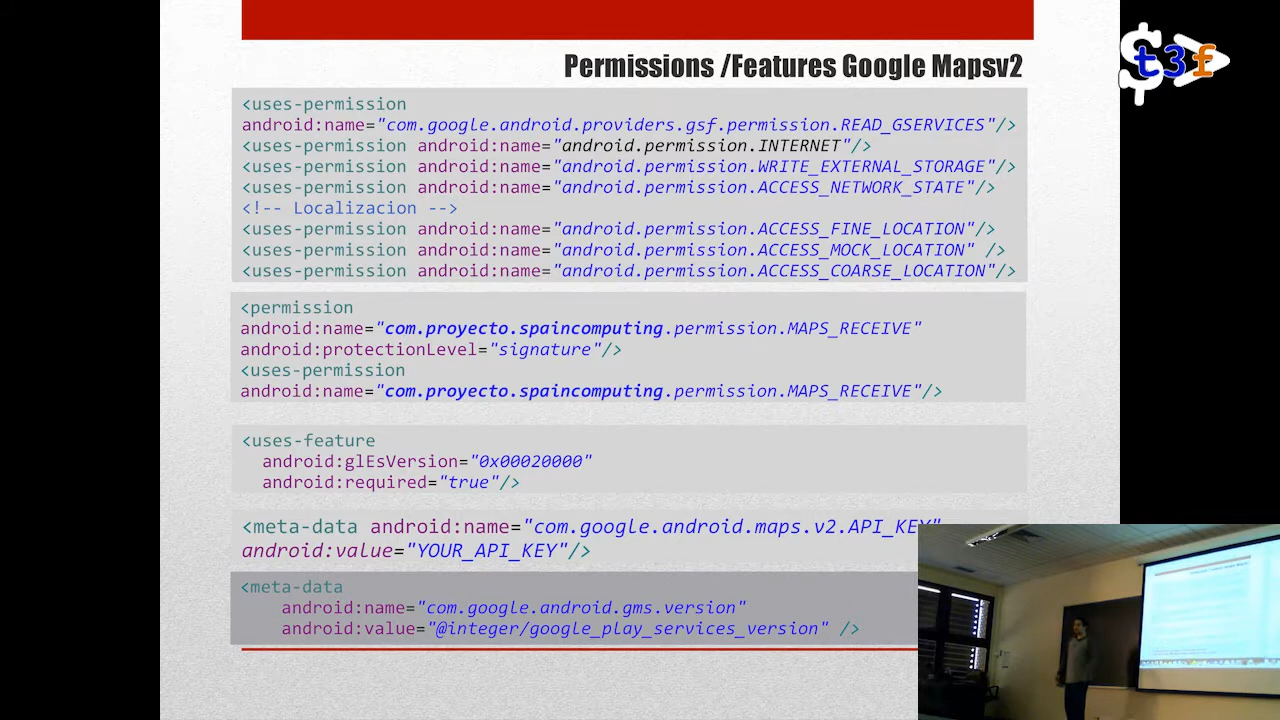 Permissions /Features Google Mapsv2
$t3f
<uses-permission
android:name="com.google.android.providers.gsf.permission.READ_GSERVICES"/>
<uses-permission android:name="android.permission.INTERNET"/>
<uses-permission android:name="android.permission.WRITE_EXTERNAL_STORAGE"/>
<uses-permission android:name="android.permission.ACCESS_NETWORK_STATE"/>
<!-- Localizacion -->
<uses-permission android:name="android.permission.ACCESS_FINE_LOCATION"/>
<uses-permission android:name="android.permission.ACCESS_MOCK_LOCATION" />
<uses-permission android:name="android.permission.ACCESS_COARSE_LOCATION"/>
<permission
android:name="com.proyecto.spaincomputing.permission.MAPS_RECEIVE"
android:protectionLevel="signature"/>
<uses-permission
android:name="com.proyecto.spaincomputing.permission.MAPS_RECEIVE"/>
<uses-feature
android:glEsVersion="0x00020000"
android:required="true"/>
<meta-data android:name="com.google.android.maps.v2.API_KEY"
android:value="YOUR_API_KEY"/>
<meta-data
android:name="com.google.android.gms.version"
android:value="@integer/google_play_services_version" />